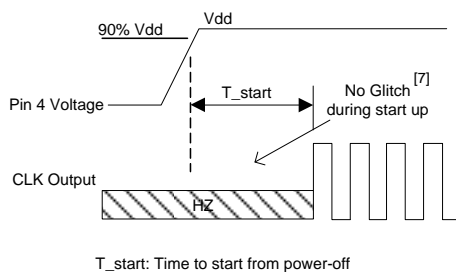 90% Vdd
Vdd
T_start
No Glitch [7]
during start up
Pin 4 Voltage
CLK Output
HZ
T_start: Time to start from power-off